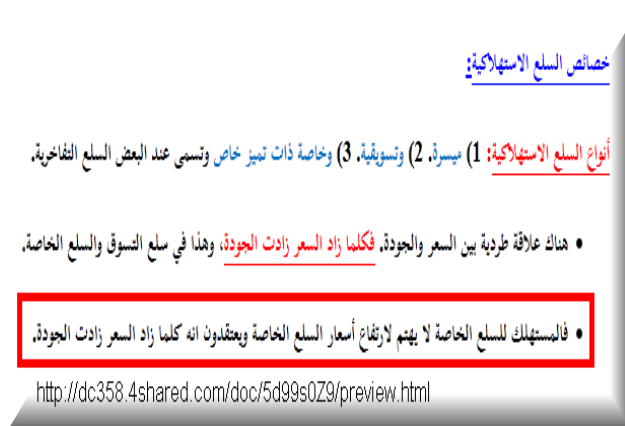 خصائص السلع الاستهلاكية:
أنواع السلع الاستهلاكية: 1) ميسرة. 2) وتسويقية. 3) وخاصة ذات تميز خاص وتسمى عند البعض السلع التفاخرية.
• هناك علاقة طردية بين السعر والجودة. فكلما زاد السعر زادت الجودة، وهذا في سلع التسوق والسلع الخاصة.
• فالمستهلك للسلع الخاصة لا يهتم لارتفاع أسعار السلع الخاصة ويعتقدون انه كلما زاد السعر زادت الجودة.
http://dc358.4shared.com/doc/5d99s0Z9/preview.html